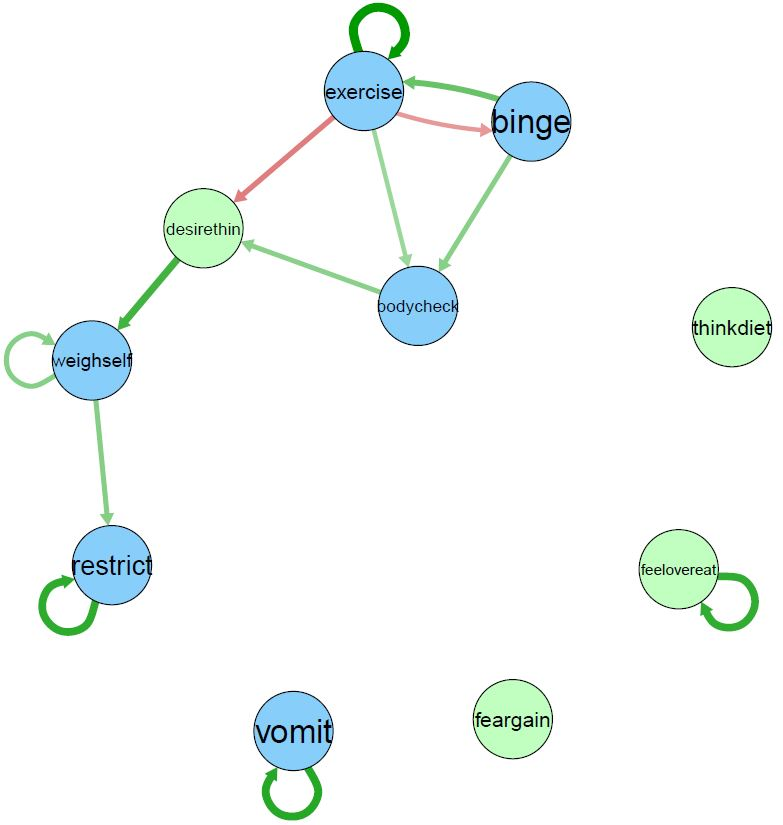 exercise
binge
desirethin
bodycheck
thinkdiet
weighself
restrict
feelovereat
feargain
vomit